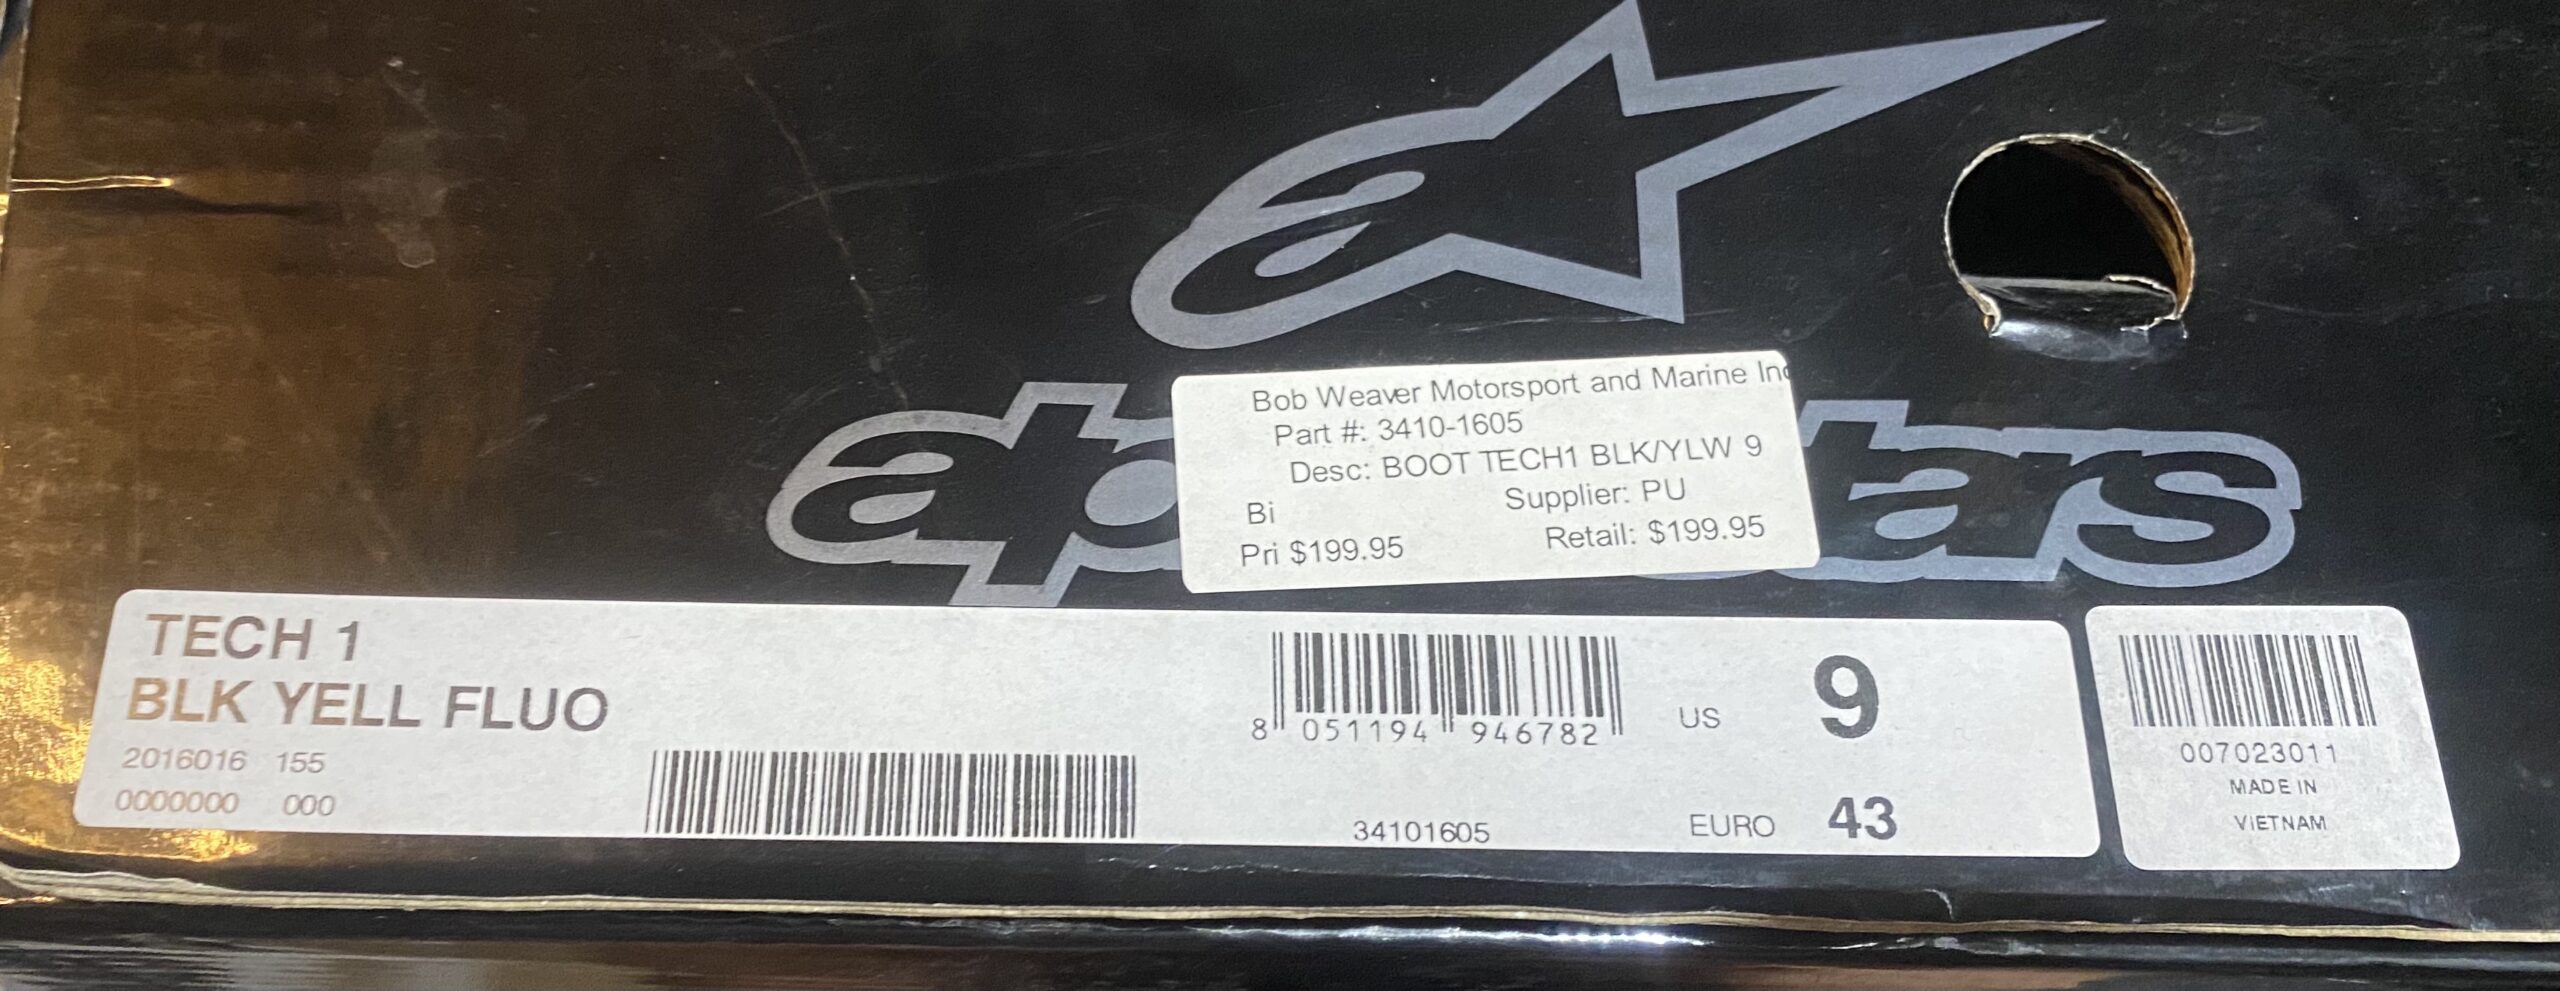 Bob Weaver Motorsport and Marine Inc
Part #: 3410-1605
Desc: BOOT TECH1 BLK/YLW 9
Bi Supplier: PU
Pri $199.95 Retail: $199.95
TECH 1
BLK YELL FLUO
2016016 155
0000000 000
8 051194 946782
34101605
US 9
EURO 43
007023011
MADE IN
VIETNAM